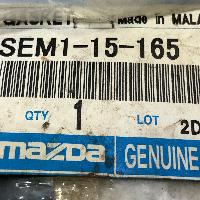 GASKET Made in MALA
SEM1-15-165
QTY 1 LOT 2D
mazda GENUINE